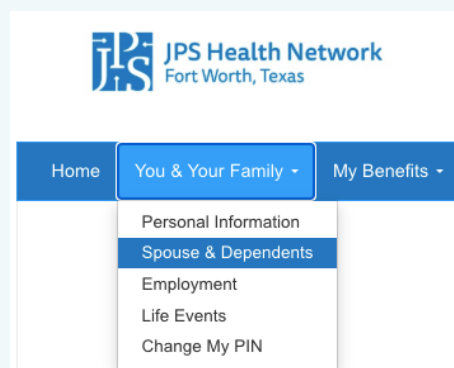 JPS
JPS Health Network
Fort Worth, Texas
Home You & Your Family My Benefits
Personal Information
Spouse & Dependents
Employment
Life Events
Change My PIN